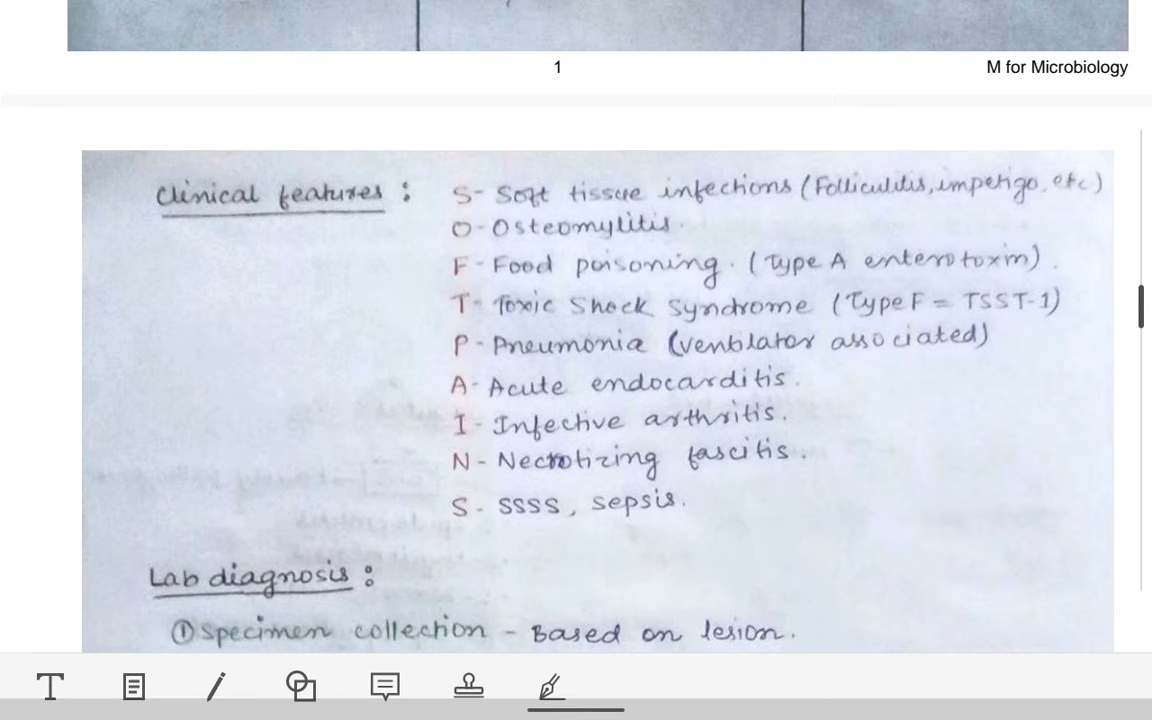 1
M for Microbiology
Clinical features : S- Soft tissue infections (Folliculitis, impetigo, etc)
O- Osteomylitis.
F- Food poisoning. (Type A enterotoxin).
T- Toxic Shock Syndrome (Type F = TSST-1)
P- Pneumonia (ventilator associated)
A- Acute endocarditis.
I- Infective arthritis.
N- Necrotizing fascitis.
S- SSSS, sepsis.
Lab diagnosis :
① Specimen collection - Based on lesion.
T